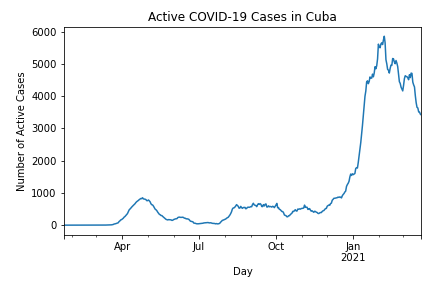 Active COVID-19 Cases in Cuba
6000
5000
4000
3000
2000
1000
0
Number of Active Cases
Apr
Jul
Oct
Jan
2021
Day